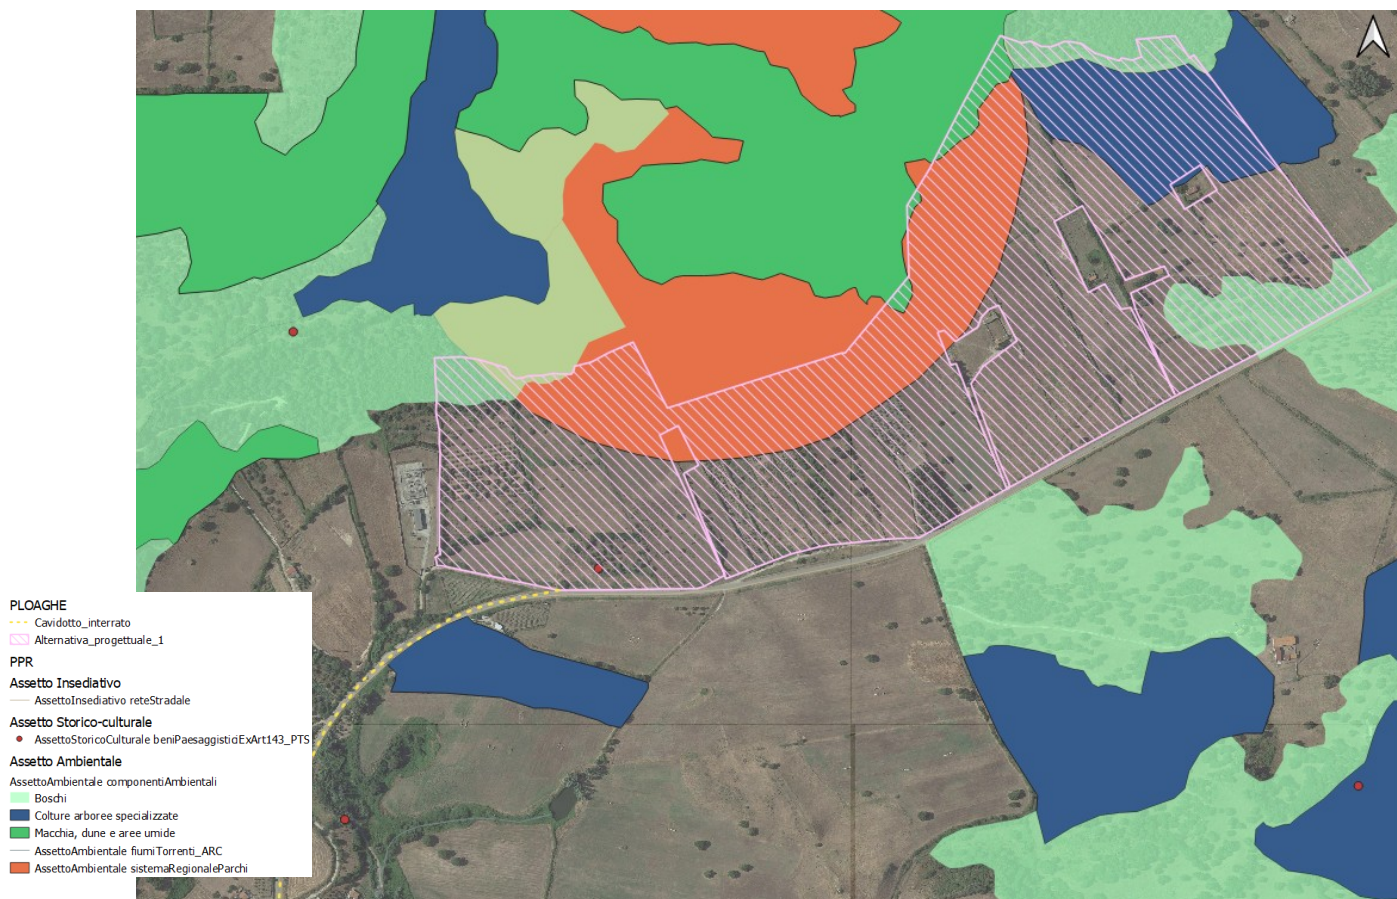 PLOAGHE
Cavidotto_interrato
Alternativa_progettuale_1
PPR
Assetto Insediativo
AssettoInsediativo reteStradale
Assetto Storico-culturale
AssettoStoricoCulturale beniPaesaggisticiExArt143_PTS
Assetto Ambientale
AssettoAmbientale componentiAmbientali
Boschi
Colture arboree specializzate
Macchia, dune e aree umide
AssettoAmbientale fiumiTorrenti_ARC
AssettoAmbientale sistemaRegionaleParchi